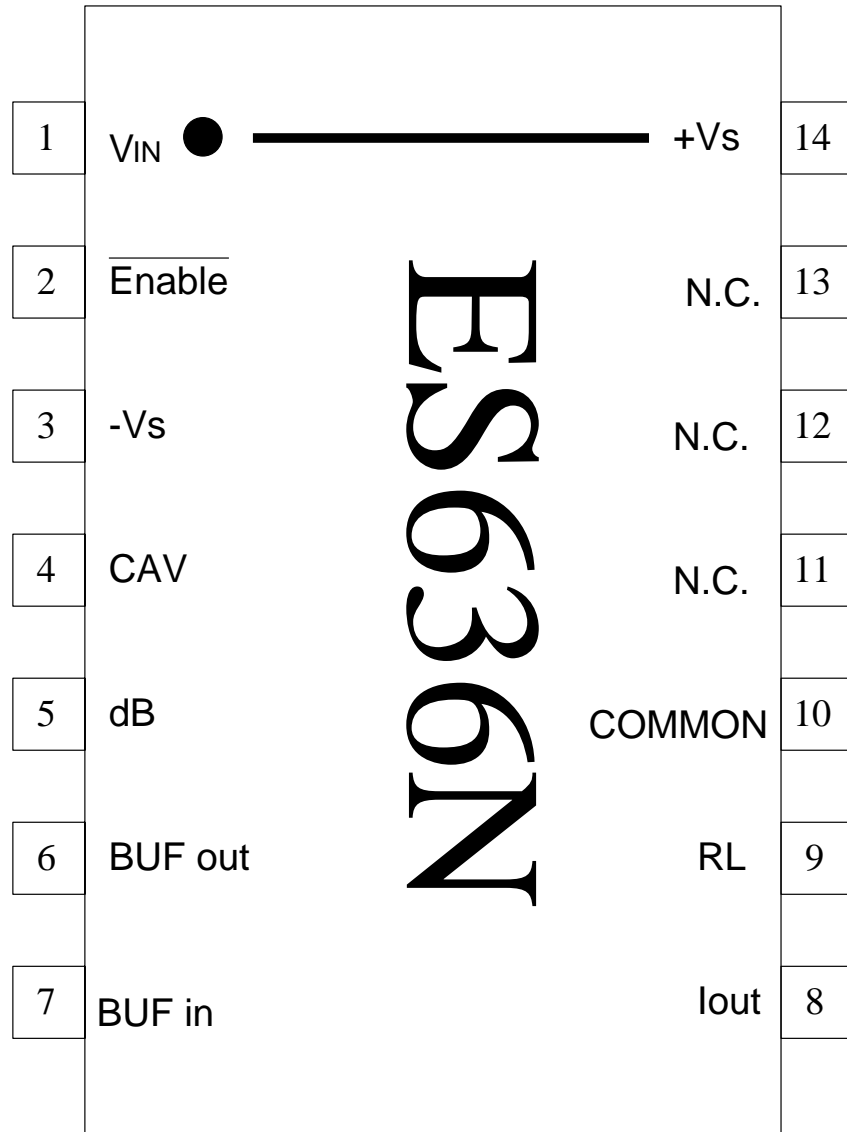 1 VIN +Vs 14
2 Enable N.C. 13
3 -Vs N.C. 12
4 CAV N.C. 11
5 dB COMMON 10
6 BUF out RL 9
7 BUF in Iout 8
ES636N